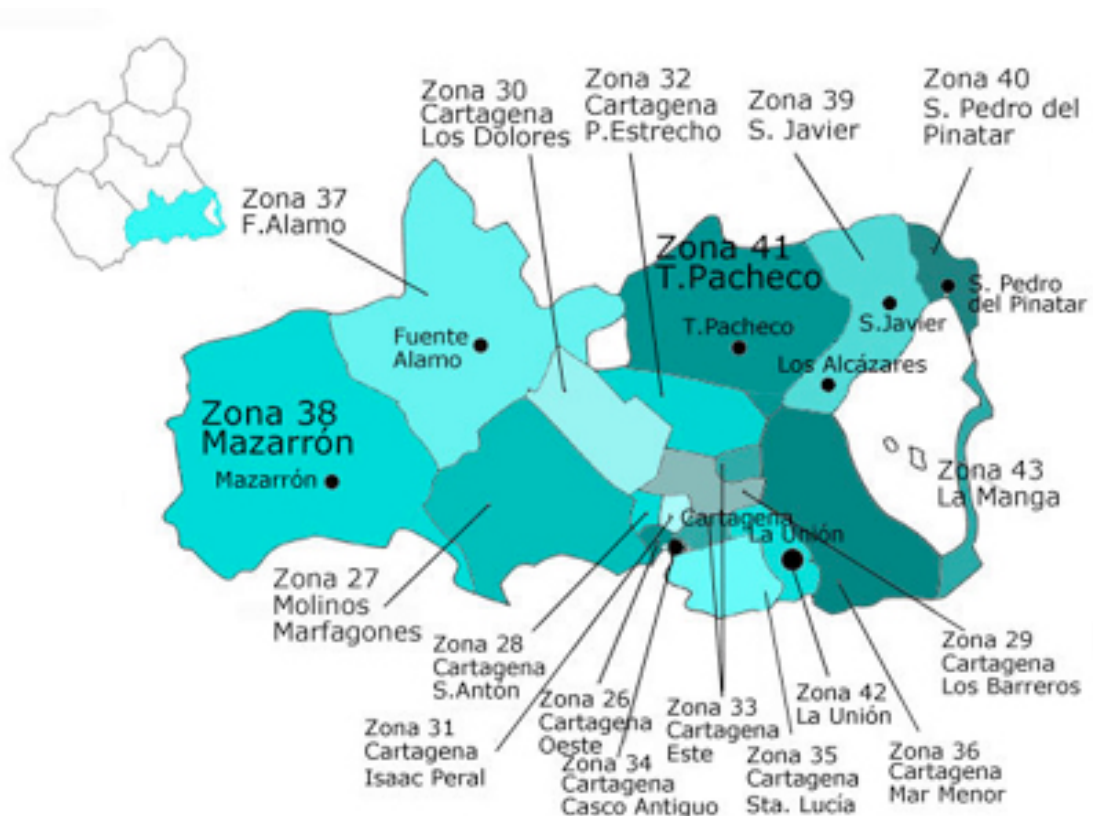 Zona 30
Cartagena
Los Dolores
Zona 32
Cartagena
P.Estrecho
Zona 39
S. Javier
Zona 40
S. Pedro del
Pinatar
Zona 37
F.Alamo
Zona 41
T.Pacheco
S. Pedro
del Pinatar
S.Javier
T.Pacheco
Fuente
Alamo
Los Alcázares
Zona 38
Mazarrón
Mazarrón
Zona 43
La Manga
Cartagena
La Unión
Zona 27
Molinos
Marfagones
Zona 28
Cartagena
S.Antón
Zona 29
Cartagena
Los Barreros
Zona 31
Cartagena
Isaac Peral
Zona 26
Cartagena
Oeste
Zona 34
Cartagena
Casco Antiguo
Zona 33
Cartagena
Este
Zona 42
La Unión
Zona 35
Cartagena
Sta. Lucía
Zona 36
Cartagena
Mar Menor